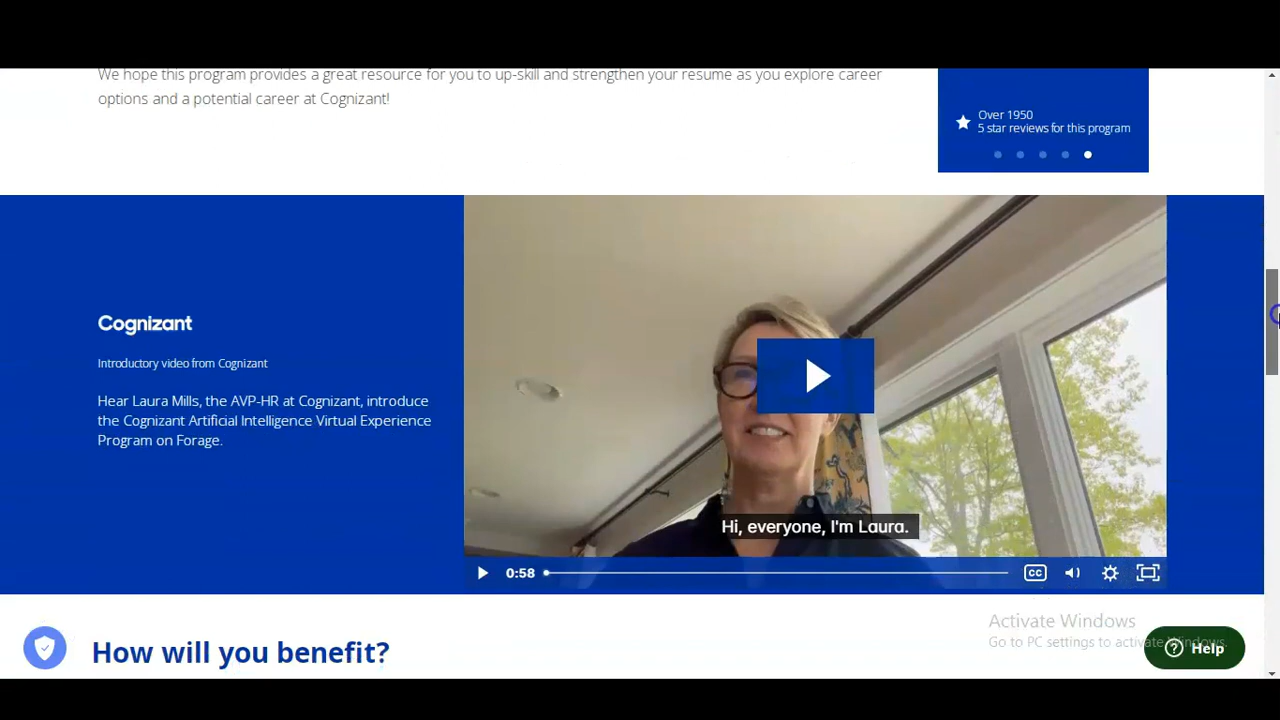 We hope this program provides a great resource for you to up-skill and strengthen your resume as you explore career
options and a potential career at Cognizant!
Over 1950
5 star reviews for this program
Cognizant
Introductory video from Cognizant
Hear Laura Mills, the AVP-HR at Cognizant, introduce
the Cognizant Artificial Intelligence Virtual Experience
Program on Forage.
Hi, everyone, I'm Laura.
0:58
CC
How will you benefit?
Activate Windows
Go to PC settings to activate Windows.
Help